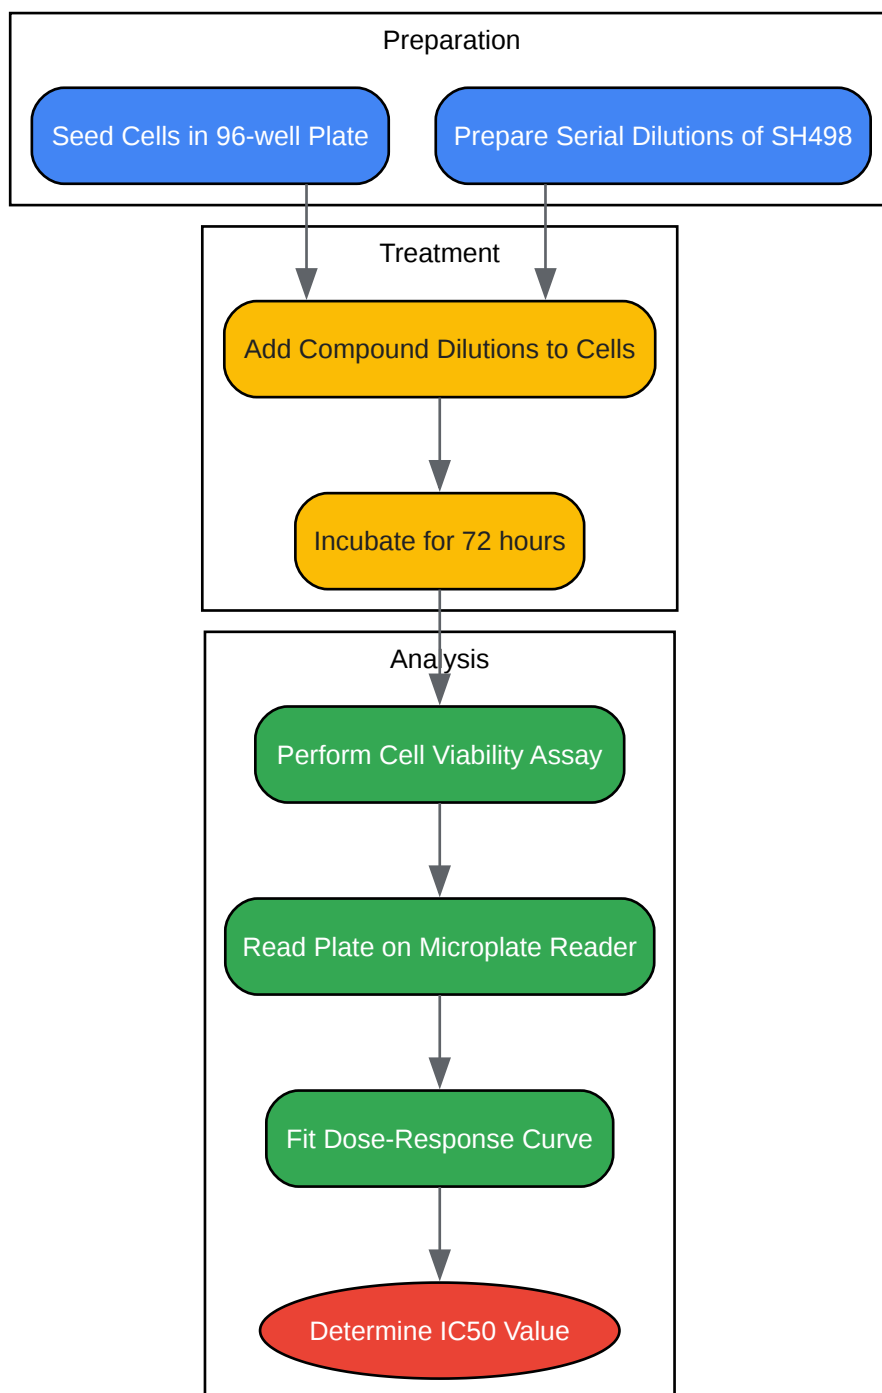 Preparation
Seed Cells in 96-well Plate
Prepare Serial Dilutions of SH498
Treatment
Add Compound Dilutions to Cells
Incubate for 72 hours
Analysis
Perform Cell Viability Assay
Read Plate on Microplate Reader
Fit Dose-Response Curve
Determine IC50 Value